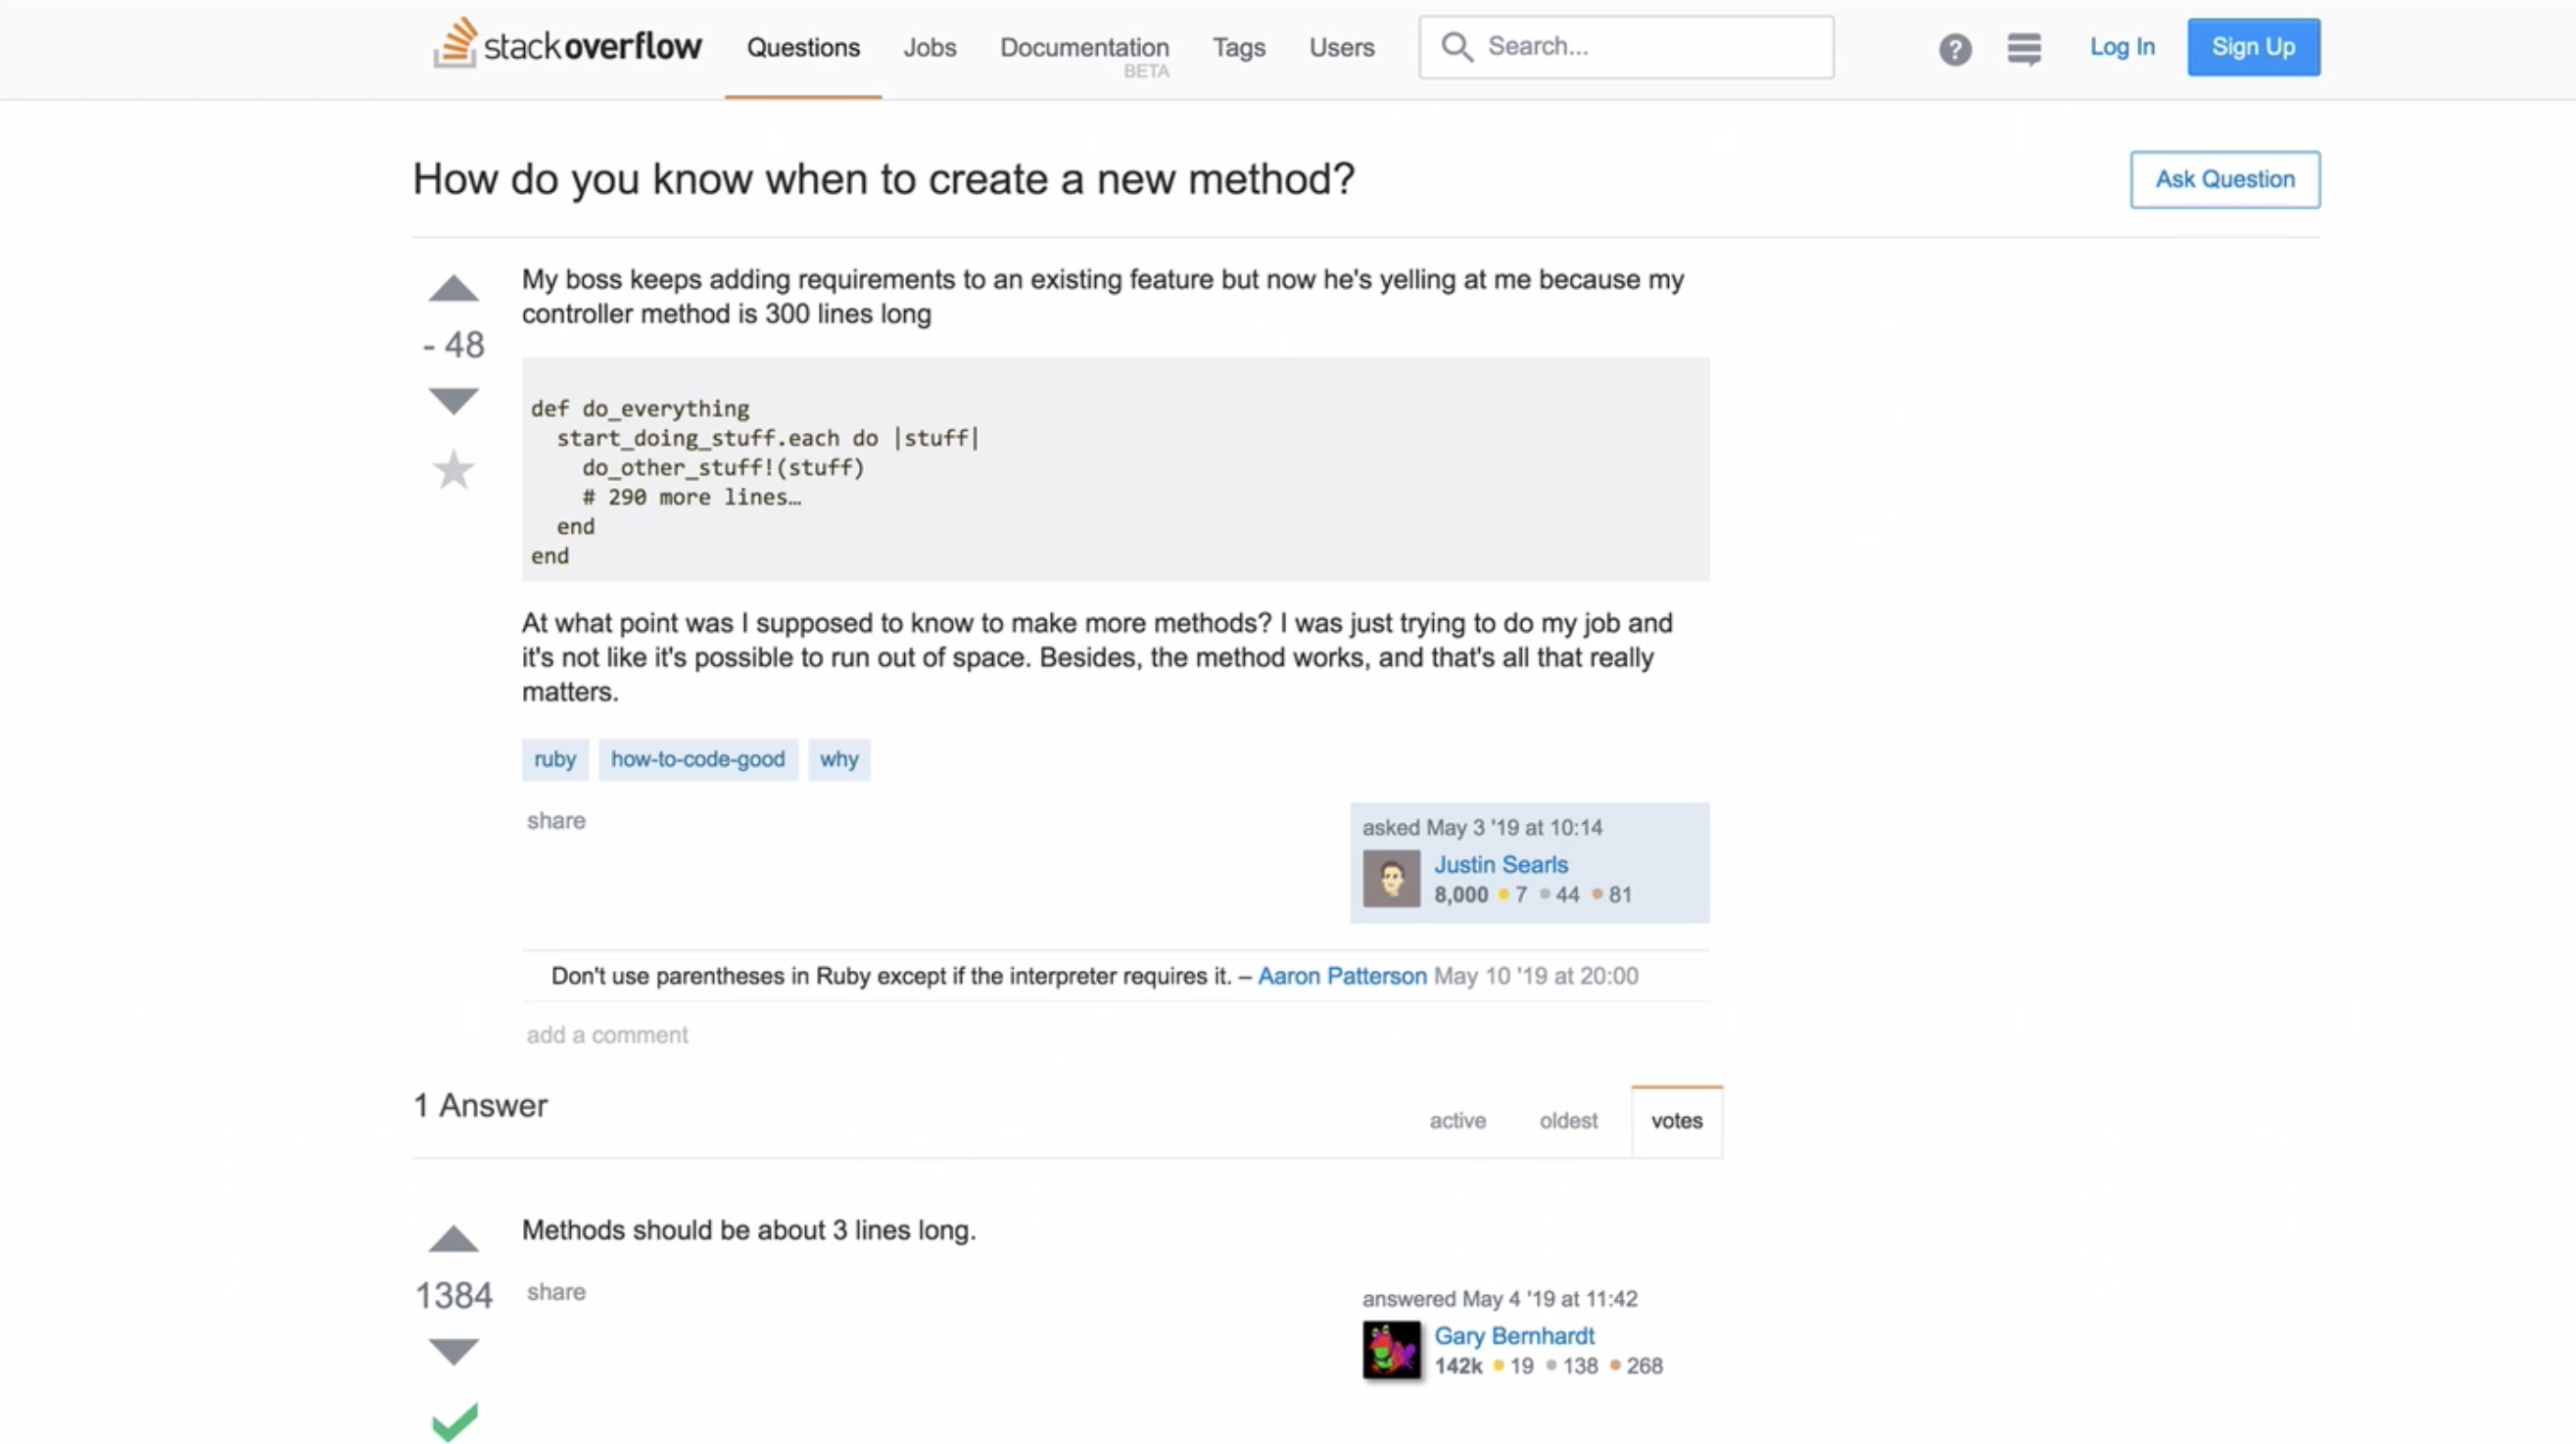 stackoverflow Questions Jobs Documentation Tags Users Search... ? Log In Sign Up
BETA
How do you know when to create a new method?
Ask Question
My boss keeps adding requirements to an existing feature but now he's yelling at me because my
controller method is 300 lines long
- 48
def do_everything
  start_doing_stuff.each do |stuff|
    do_other_stuff!(stuff)
    # 290 more lines…
  end
end
At what point was I supposed to know to make more methods? I was just trying to do my job and
it's not like it's possible to run out of space. Besides, the method works, and that's all that really
matters.
ruby how-to-code-good why
share
asked May 3 '19 at 10:14
Justin Searls
8,000 7 44 81
Don't use parentheses in Ruby except if the interpreter requires it. – Aaron Patterson May 10 '19 at 20:00
add a comment
1 Answer
active oldest votes
Methods should be about 3 lines long.
1384
share
answered May 4 '19 at 11:42
Gary Bernhardt
142k 19 138 268